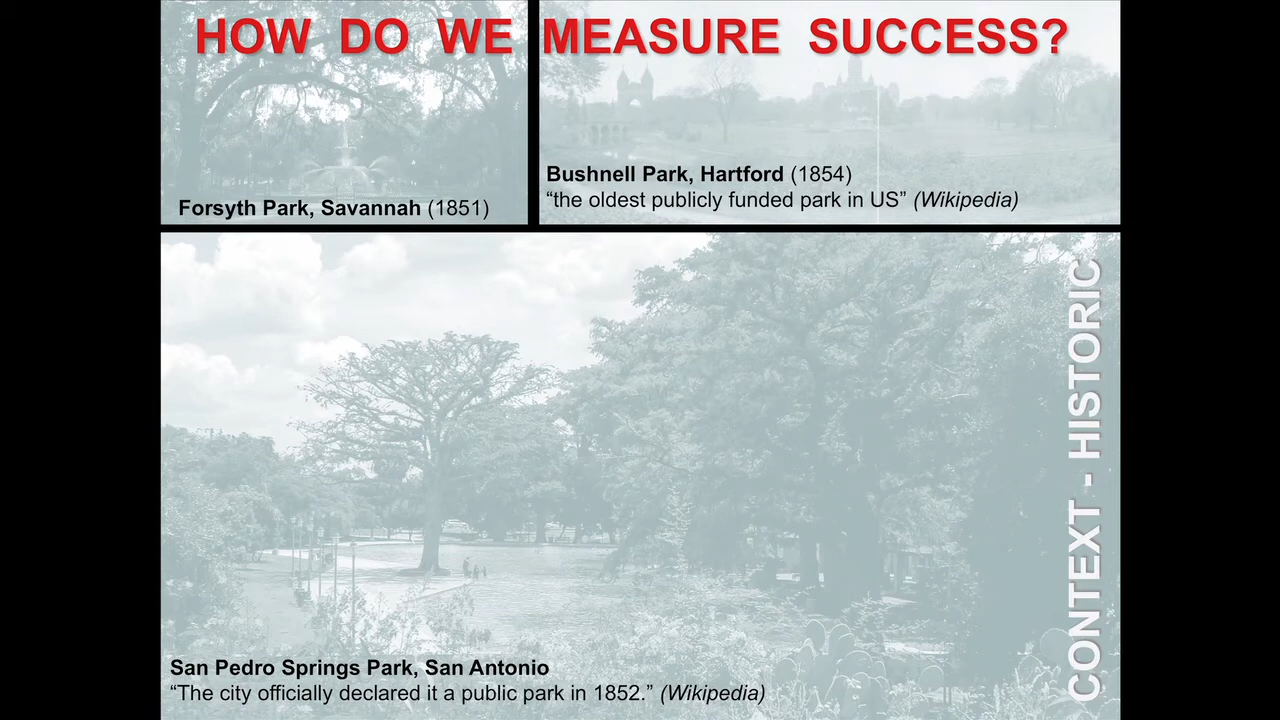 HOW DO WE MEASURE SUCCESS?
Forsyth Park, Savannah (1851)
Bushnell Park, Hartford (1854)
“the oldest publicly funded park in US” (Wikipedia)
CONTEXT - HISTORIC
San Pedro Springs Park, San Antonio
“The city officially declared it a public park in 1852.” (Wikipedia)